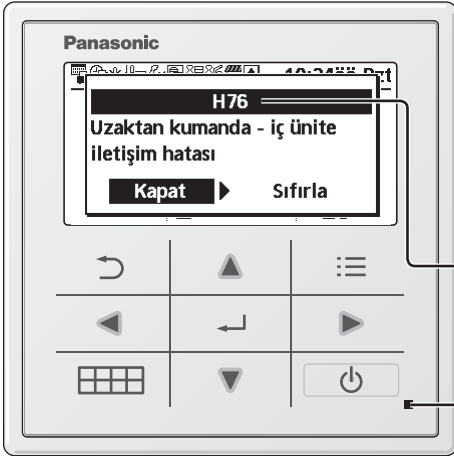 Panasonic
H76
Uzaktan kumanda - iç ünite
iletişim hatası
Kapat
Sıfırla